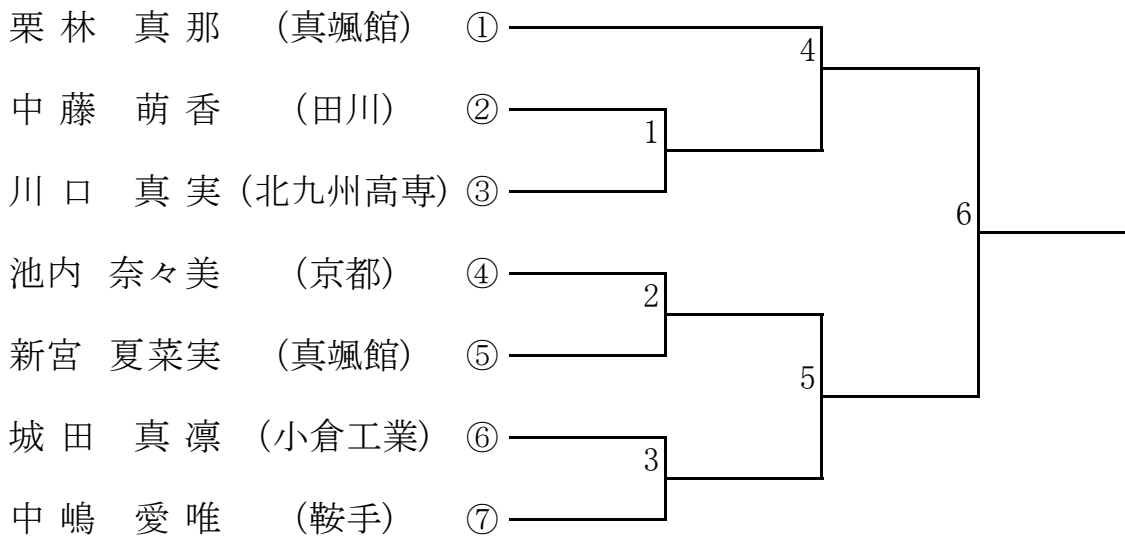 栗林 真那 (真颯館) ①
4
中藤 萌香 (田川) ②
1
川口 真実 (北九州高専) ③
6
池内 奈々美 (京都) ④
2
新宮 夏菜実 (真颯館) ⑤
5
城田 真凛 (小倉工業) ⑥
3
中嶋 愛唯 (鞍手) ⑦